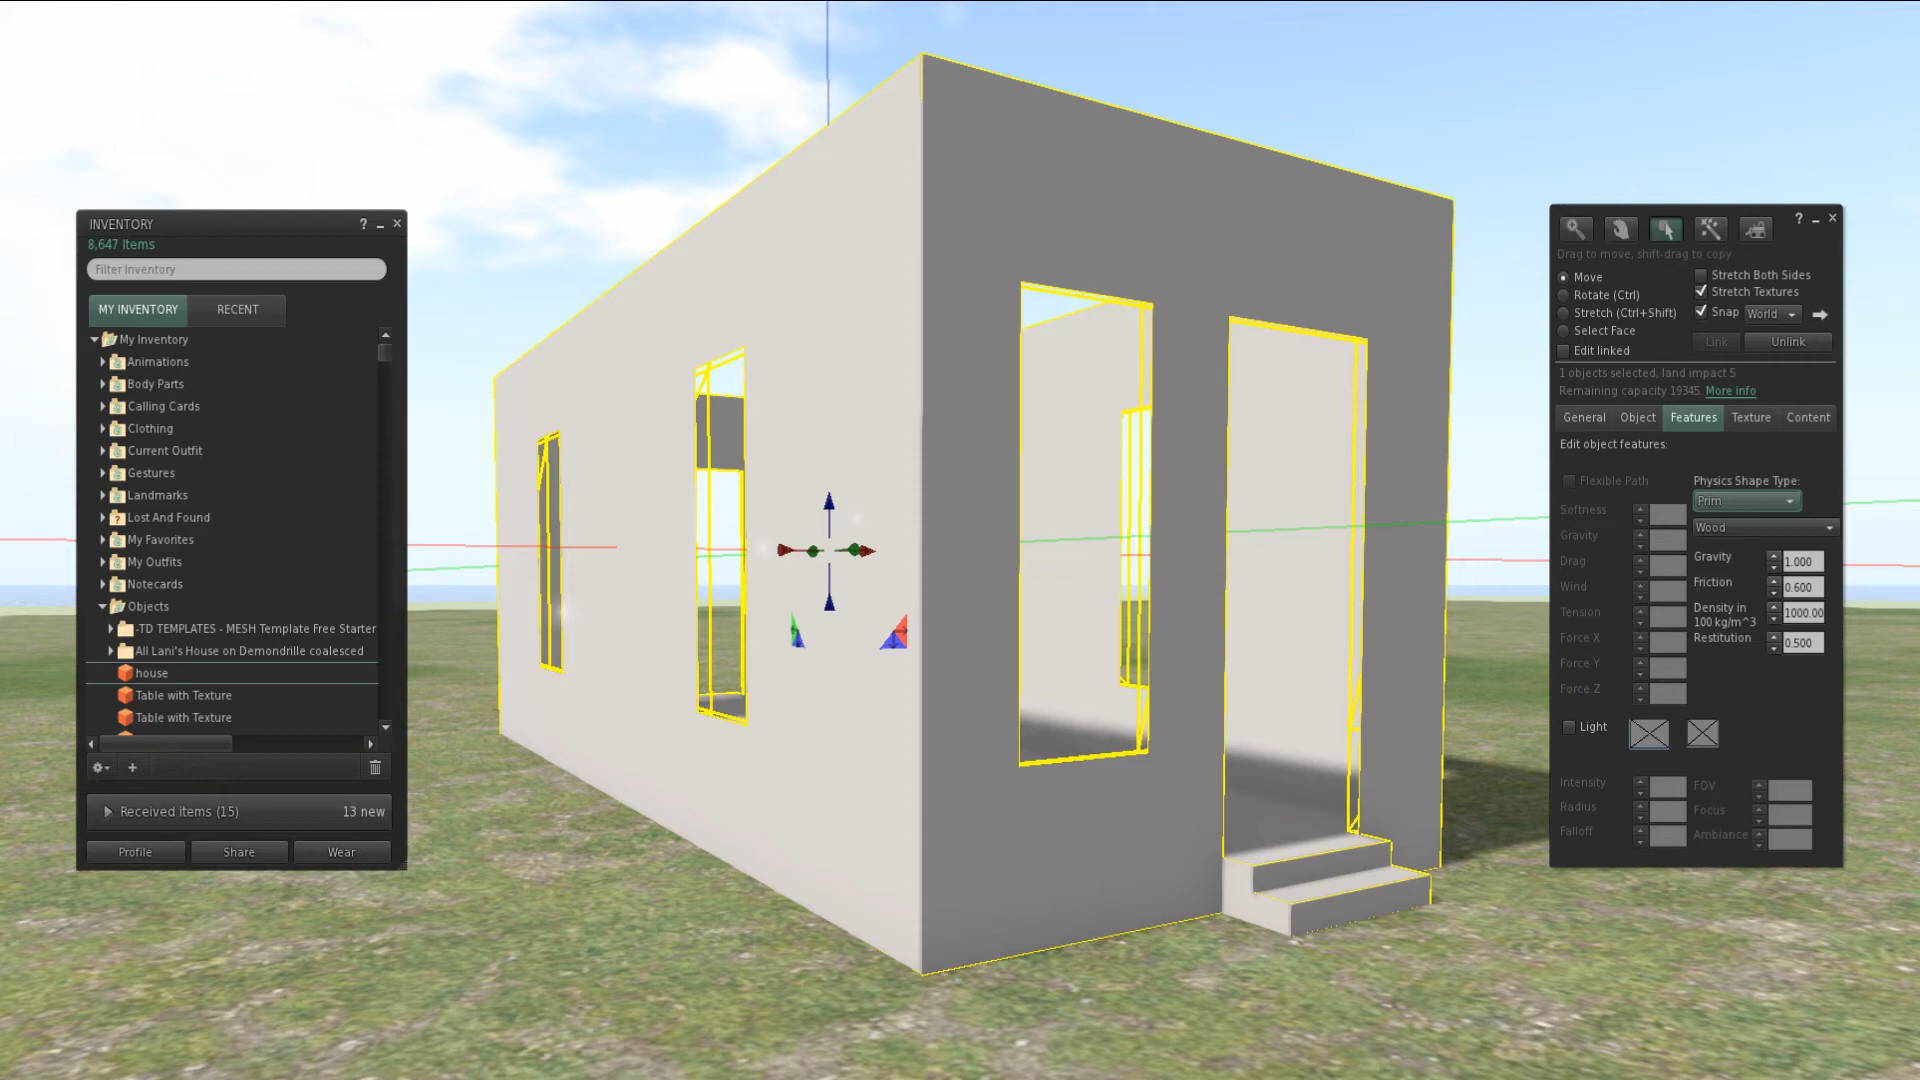 INVENTORY
? _ ×
8,647 Items
Filter Inventory
MY INVENTORY
RECENT
My Inventory
Animations
Body Parts
Calling Cards
Clothing
Current Outfit
Gestures
Landmarks
Lost And Found
My Favorites
My Outfits
Notecards
Objects
-TD TEMPLATES - MESH Template Free Starter
All Lani's House on Demondrille coalesced
house
Table with Texture
Table with Texture
+
Received items (15)
13 new
Profile
Share
Wear
? _ ×
Drag to move, shift-drag to copy
Move
Rotate (Ctrl)
Stretch (Ctrl+Shift)
Select Face
Edit linked
Stretch Both Sides
Stretch Textures
Snap
World
Link
Unlink
1 objects selected, land impact 5
Remaining capacity 19345. More info
General
Object
Features
Texture
Content
Edit object features:
Flexible Path
Softness
Gravity
Drag
Wind
Tension
Force X
Force Y
Force Z
Physics Shape Type:
Prim
Wood
Gravity
1.000
Friction
0.600
Density in
100 kg/m^3
1000.00
Restitution
0.500
Light
Intensity
Radius
Falloff
FOV
Focus
Ambiance